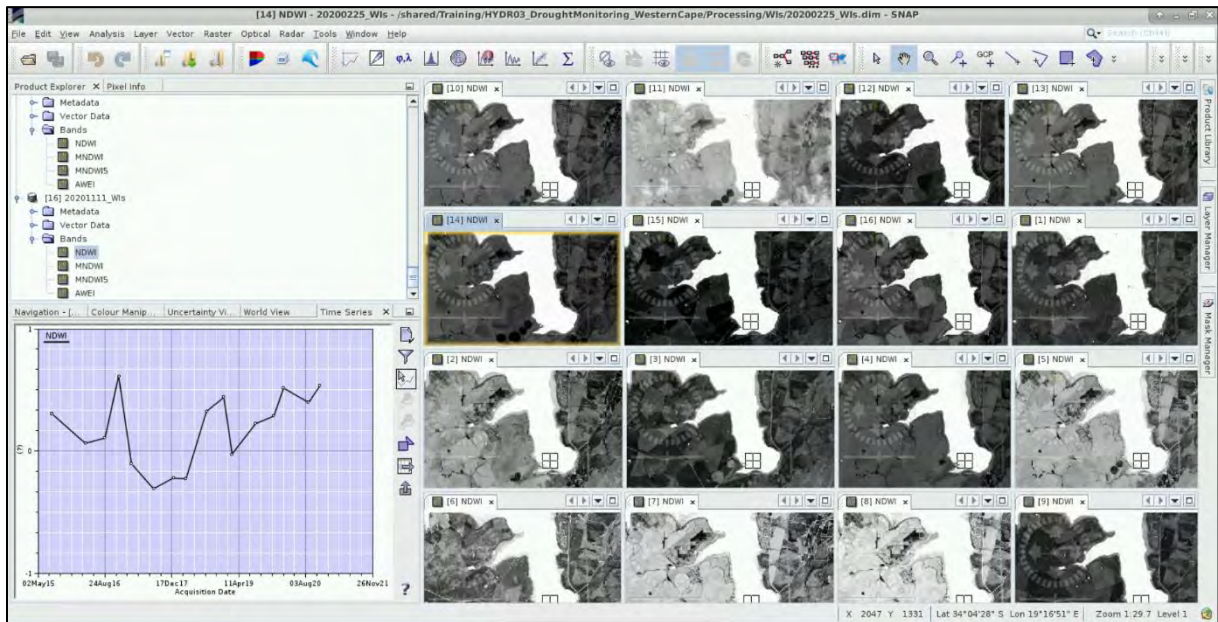 [14] NDWI - 20200225_WIs - /shared/Training/HYDR03_DroughtMonitoring_WesternCape/Processing/WIs/20200225_WIs.dim - SNAP
File Edit View Analysis Layer Vector Raster Optical Radar Tools Window Help
φ,λ Σ GCP
Product Explorer × Pixel Info
Metadata
Vector Data
Bands
NDWI
MNDWI
MNDWI5
AWEI
[16] 20201111_WIs
Metadata
Vector Data
Bands
NDWI
MNDWI
MNDWI5
AWEI
Navigation - [... Colour Manip... Uncertainty Vi... World View Time Series ×
NDWI
1
0
-1
(?)
02May15 24Aug16 17Dec17 11Apr19 03Aug20 26Nov21
Acquisition Date
?
[10] NDWI × [11] NDWI × [12] NDWI × [13] NDWI ×
[14] NDWI × [15] NDWI × [16] NDWI × [1] NDWI ×
[2] NDWI × [3] NDWI × [4] NDWI × [5] NDWI ×
[6] NDWI × [7] NDWI × [8] NDWI × [9] NDWI ×
Product Library
Layer Manager
Mask Manager
X 2047 Y 1331 Lat 34°04'28" S Lon 19°16'51" E Zoom 1:29.7 Level 1